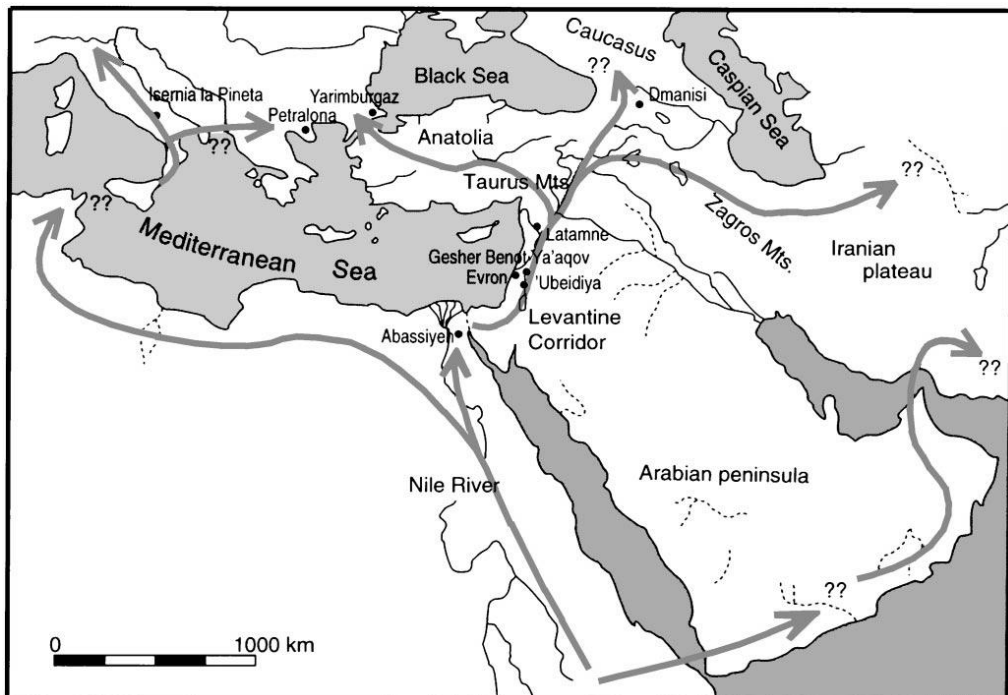 Caucasus
??
Black Sea
Caspian Sea
Isernia la Pineta
Yarimburgaz
Dmanisi
Petralona
Anatolia
??
??
Taurus Mts.
??
Zagros Mts.
Mediterranean Sea
Latamne
Iranian
plateau
Gesher Benot Ya'aqov
Evron
'Ubeidiya
Levantine
Corridor
Abassiyeh
??
Arabian peninsula
Nile River
??
0 1000 km